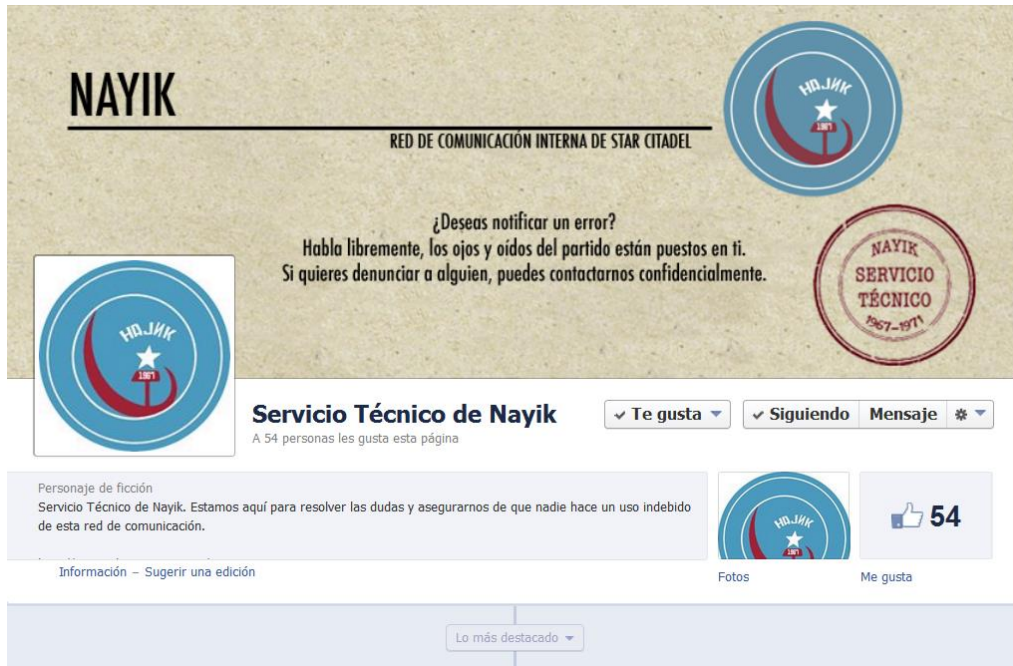 NAYIK
RED DE COMUNICACIÓN INTERNA DE STAR CITADEL
¿Deseas notificar un error?
Habla libremente, los ojos y oídos del partido están puestos en ti.
Si quieres denunciar a alguien, puedes contactarnos confidencialmente.
НАЈИК
1967
NAYIK
SERVICIO
TÉCNICO
1967-1971
НАЈИК
1967
Servicio Técnico de Nayik
A 54 personas les gusta esta página
Te gusta
Siguiendo
Mensaje
Personaje de ficción
Servicio Técnico de Nayik. Estamos aquí para resolver las dudas y asegurarnos de que nadie hace un uso indebido
de esta red de comunicación.
Información – Sugerir una edición
НАЈИК
1967
Fotos
54
Me gusta
Lo más destacado